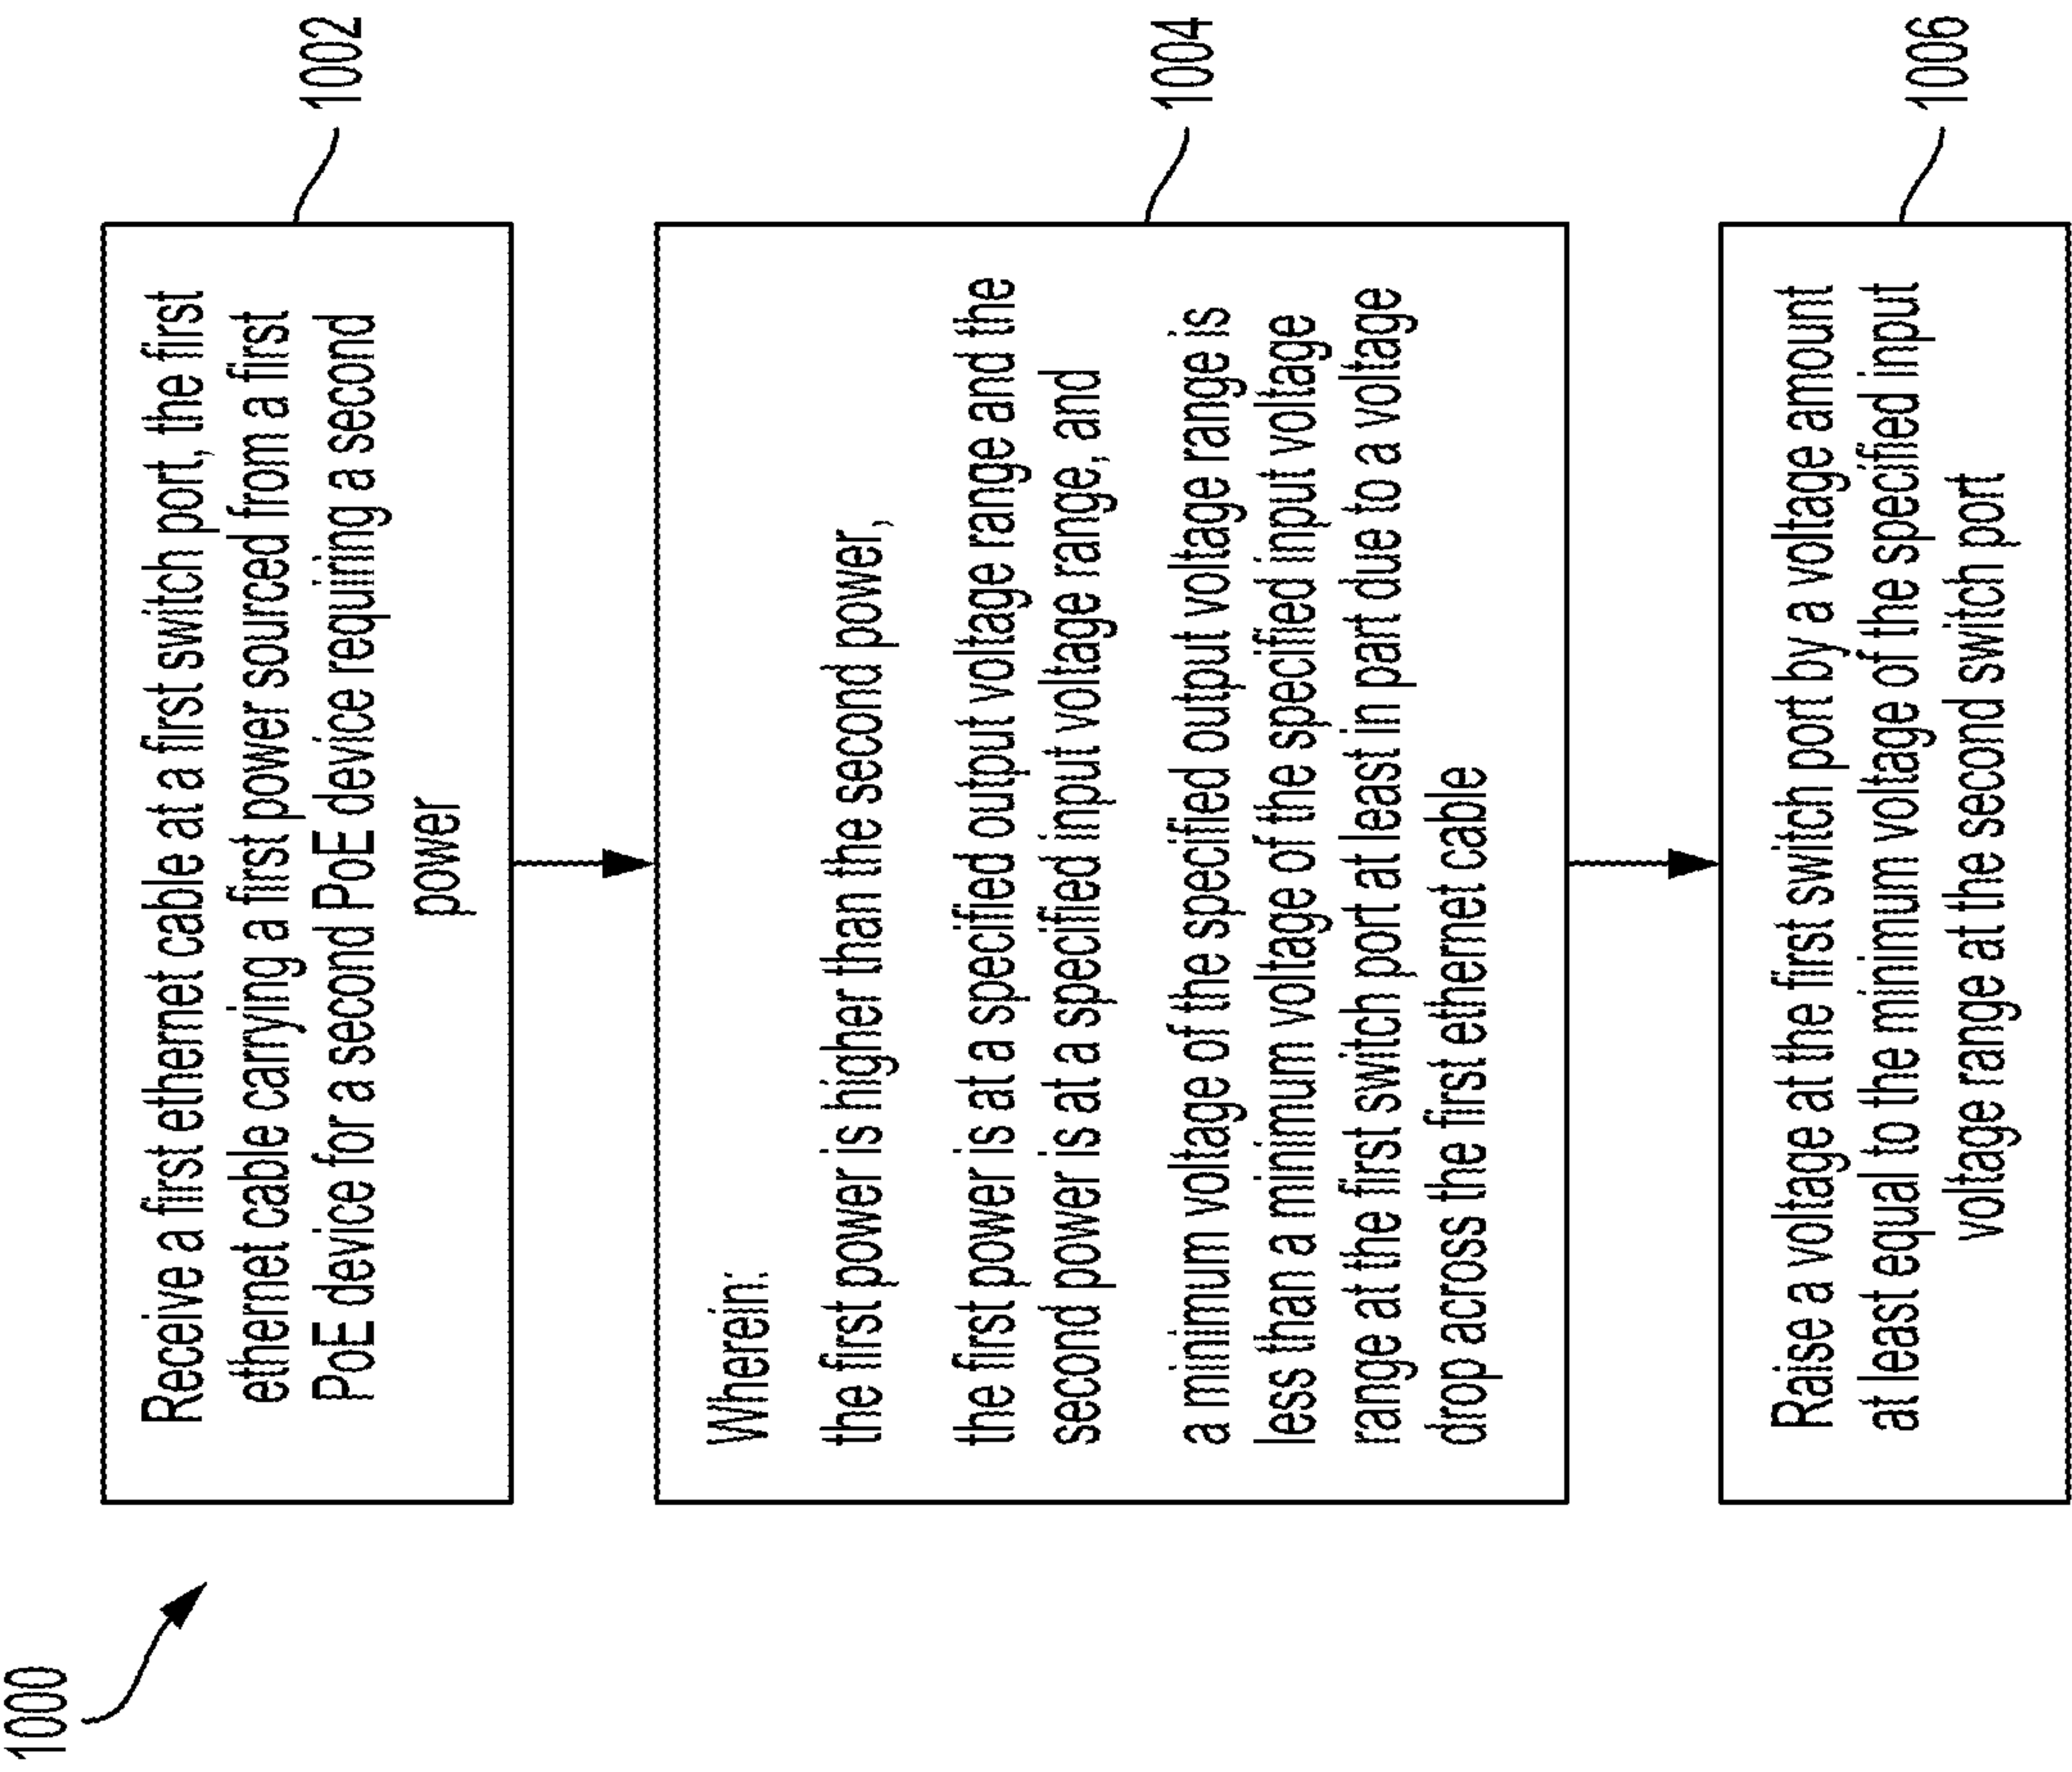 1000
Receive a first ethernet cable at a first switch port, the first
ethernet cable carrying a first power sourced from a first
PoE device for a second PoE device requiring a second
power
1002
Wherein:
the first power is higher than the second power,
the first power is at a specified output voltage range and the
second power is at a specified input voltage range, and
a minimum voltage of the specified output voltage range is
less than a minimum voltage of the specified input voltage
range at the first switch port at least in part due to a voltage
drop across the first ethernet cable
1004
Raise a voltage at the first switch port by a voltage amount
at least equal to the minimum voltage of the specified input
voltage range at the second switch port
1006